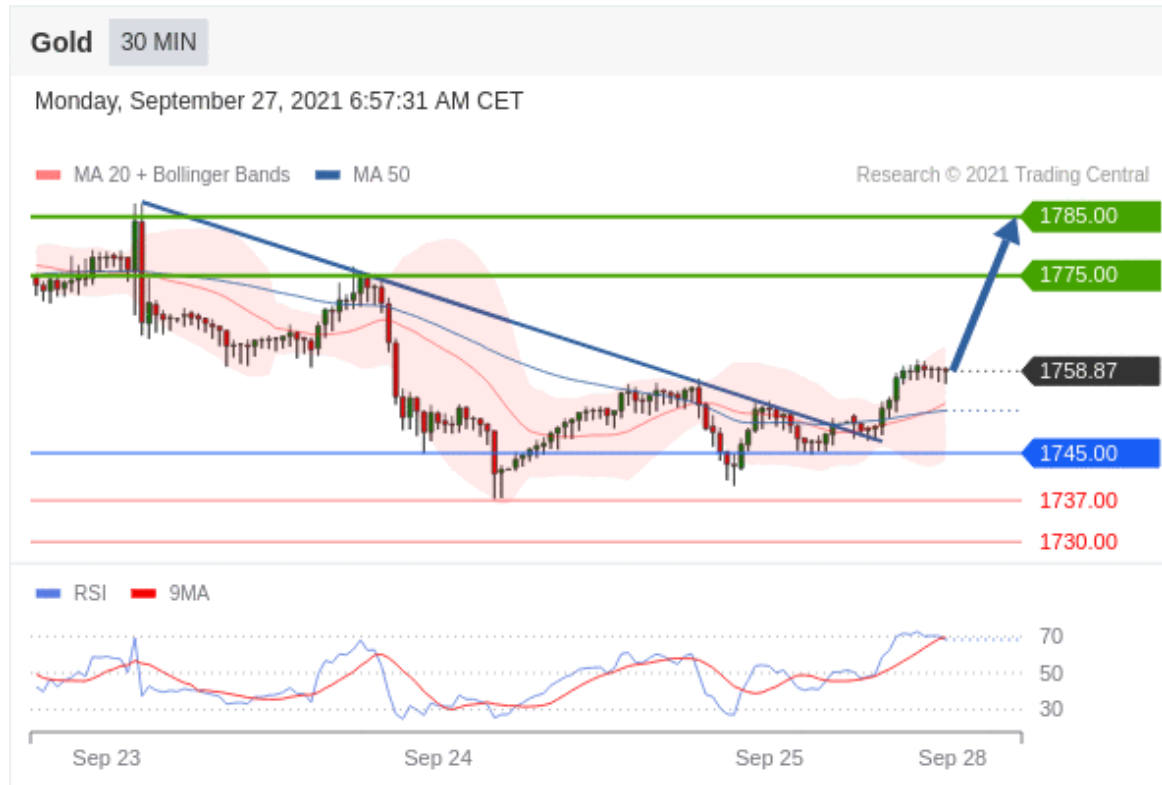 Gold 30 MIN
Monday, September 27, 2021 6:57:31 AM CET
MA 20 + Bollinger Bands MA 50 Research © 2021 Trading Central
1785.00
1775.00
1758.87
1745.00
1737.00
1730.00
RSI 9MA
70
50
30
Sep 23 Sep 24 Sep 25 Sep 28